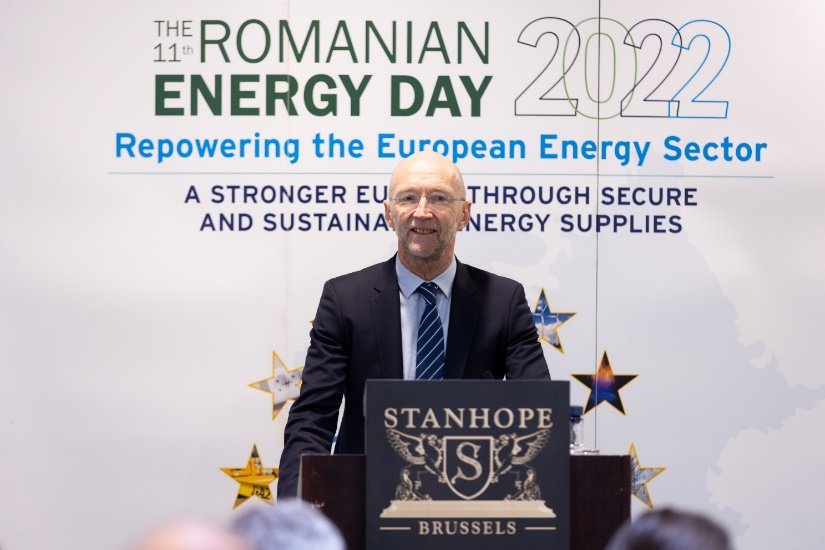 THE
11th ROMANIAN 2022
ENERGY DAY
Repowering the European Energy Sector
A STRONGER EU THROUGH SECURE
AND SUSTAINA ENERGY SUPPLIES
STANHOPE
S
BRUSSELS